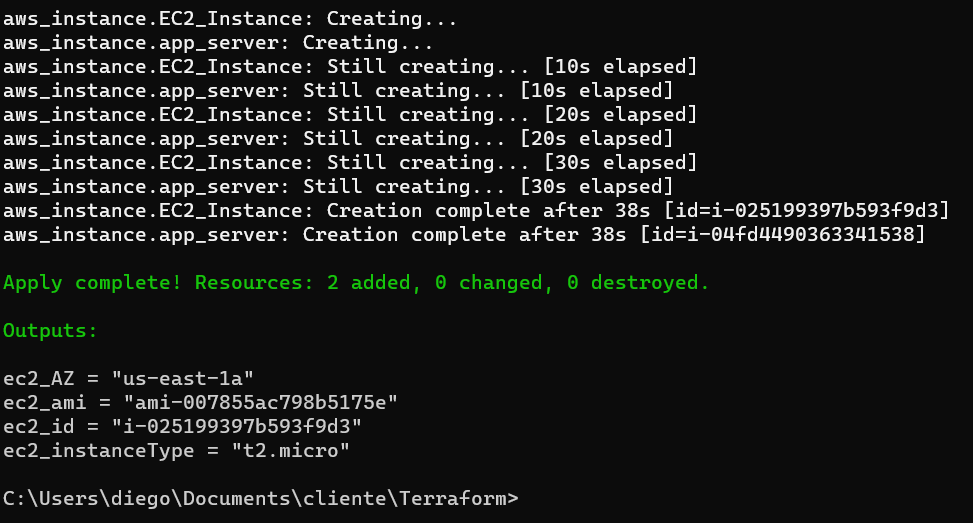 aws_instance.EC2_Instance: Creating...
aws_instance.app_server: Creating...
aws_instance.EC2_Instance: Still creating... [10s elapsed]
aws_instance.app_server: Still creating... [10s elapsed]
aws_instance.EC2_Instance: Still creating... [20s elapsed]
aws_instance.app_server: Still creating... [20s elapsed]
aws_instance.EC2_Instance: Still creating... [30s elapsed]
aws_instance.app_server: Still creating... [30s elapsed]
aws_instance.EC2_Instance: Creation complete after 38s [id=i-025199397b593f9d3]
aws_instance.app_server: Creation complete after 38s [id=i-04fd4490363341538]
Apply complete! Resources: 2 added, 0 changed, 0 destroyed.
Outputs:
ec2_AZ = "us-east-1a"
ec2_ami = "ami-007855ac798b5175e"
ec2_id = "i-025199397b593f9d3"
ec2_instanceType = "t2.micro"
C:\Users\diego\Documents\cliente\Terraform>